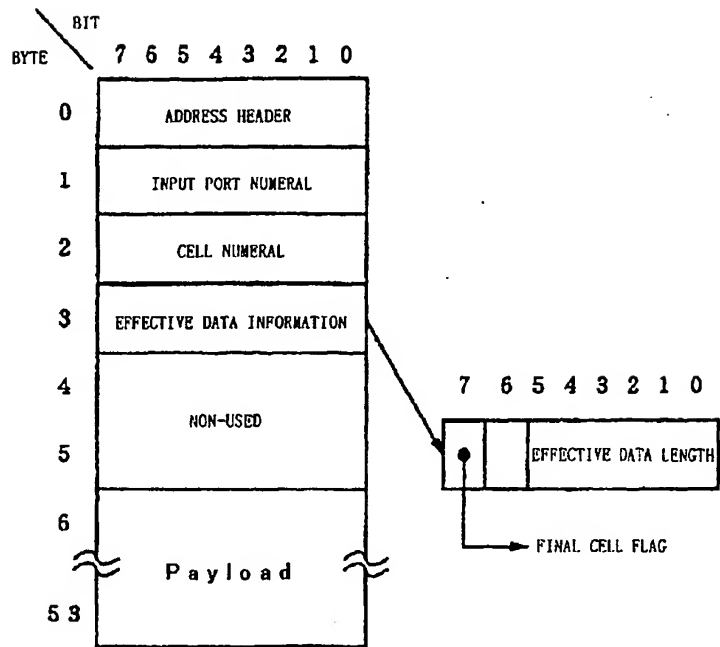 BIT
BYTE 7 6 5 4 3 2 1 0
0 ADDRESS HEADER
1 INPUT PORT NUMERAL
2 CELL NUMERAL
3 EFFECTIVE DATA INFORMATION
4
NON-USED
5
6
Payload
53
7 6 5 4 3 2 1 0
EFFECTIVE DATA LENGTH
FINAL CELL FLAG